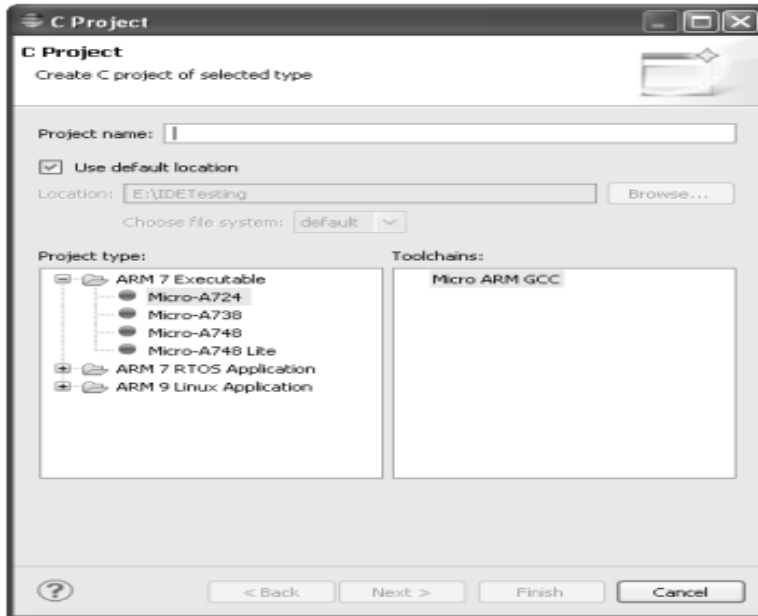 C Project
C Project
Create C project of selected type
Project name:
Use default location
Location: E:\IDETesting Browse...
Choose file system: default
Project type: Toolchains:
ARM 7 Executable Micro ARM GCC
Micro-A724
Micro-A738
Micro-A748
Micro-A748 Lite
ARM 7 RTOS Application
ARM 9 Linux Application
? < Back Next > Finish Cancel